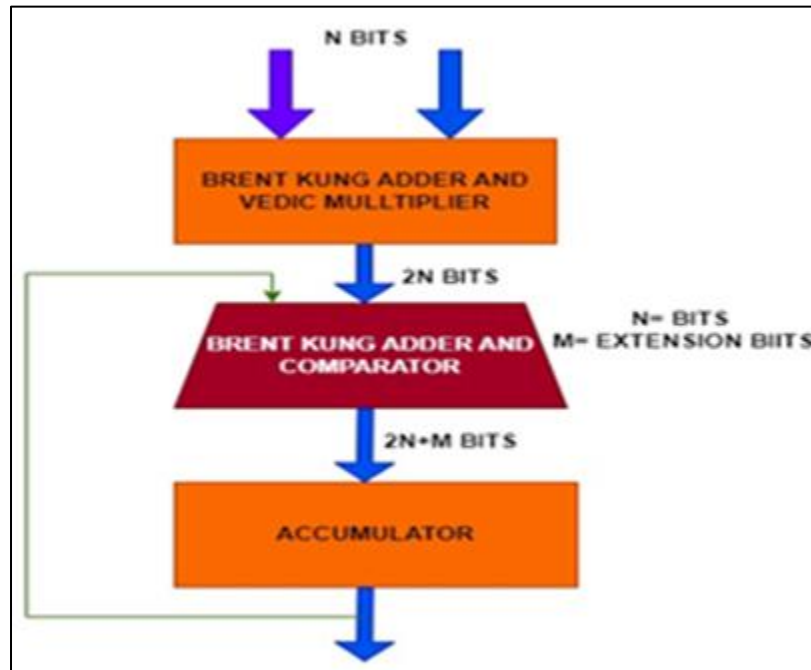 N BITS
BRENT KUNG ADDER AND
VEDIC MULLTIPLIER
2N BITS
BRENT KUNG ADDER AND
COMPARATOR
N= BITS
M= EXTENSION BIITS
2N+M BITS
ACCUMULATOR